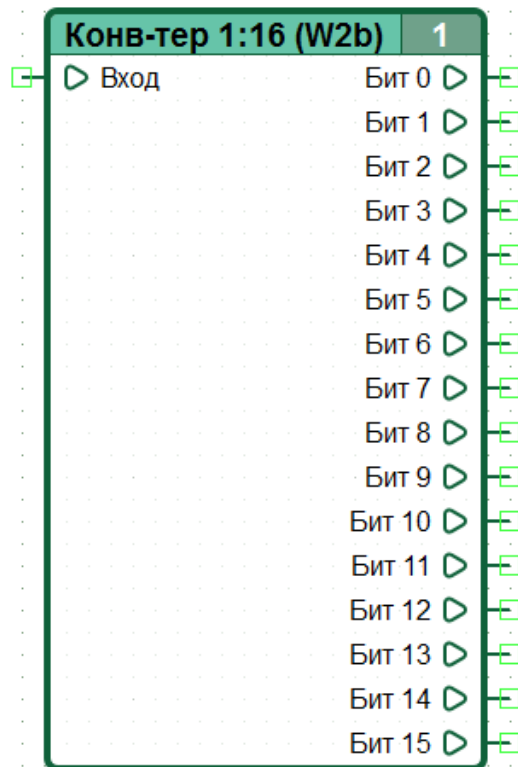 Конв-тер 1:16 (W2b) 1
Вход Бит 0
Бит 1
Бит 2
Бит 3
Бит 4
Бит 5
Бит 6
Бит 7
Бит 8
Бит 9
Бит 10
Бит 11
Бит 12
Бит 13
Бит 14
Бит 15